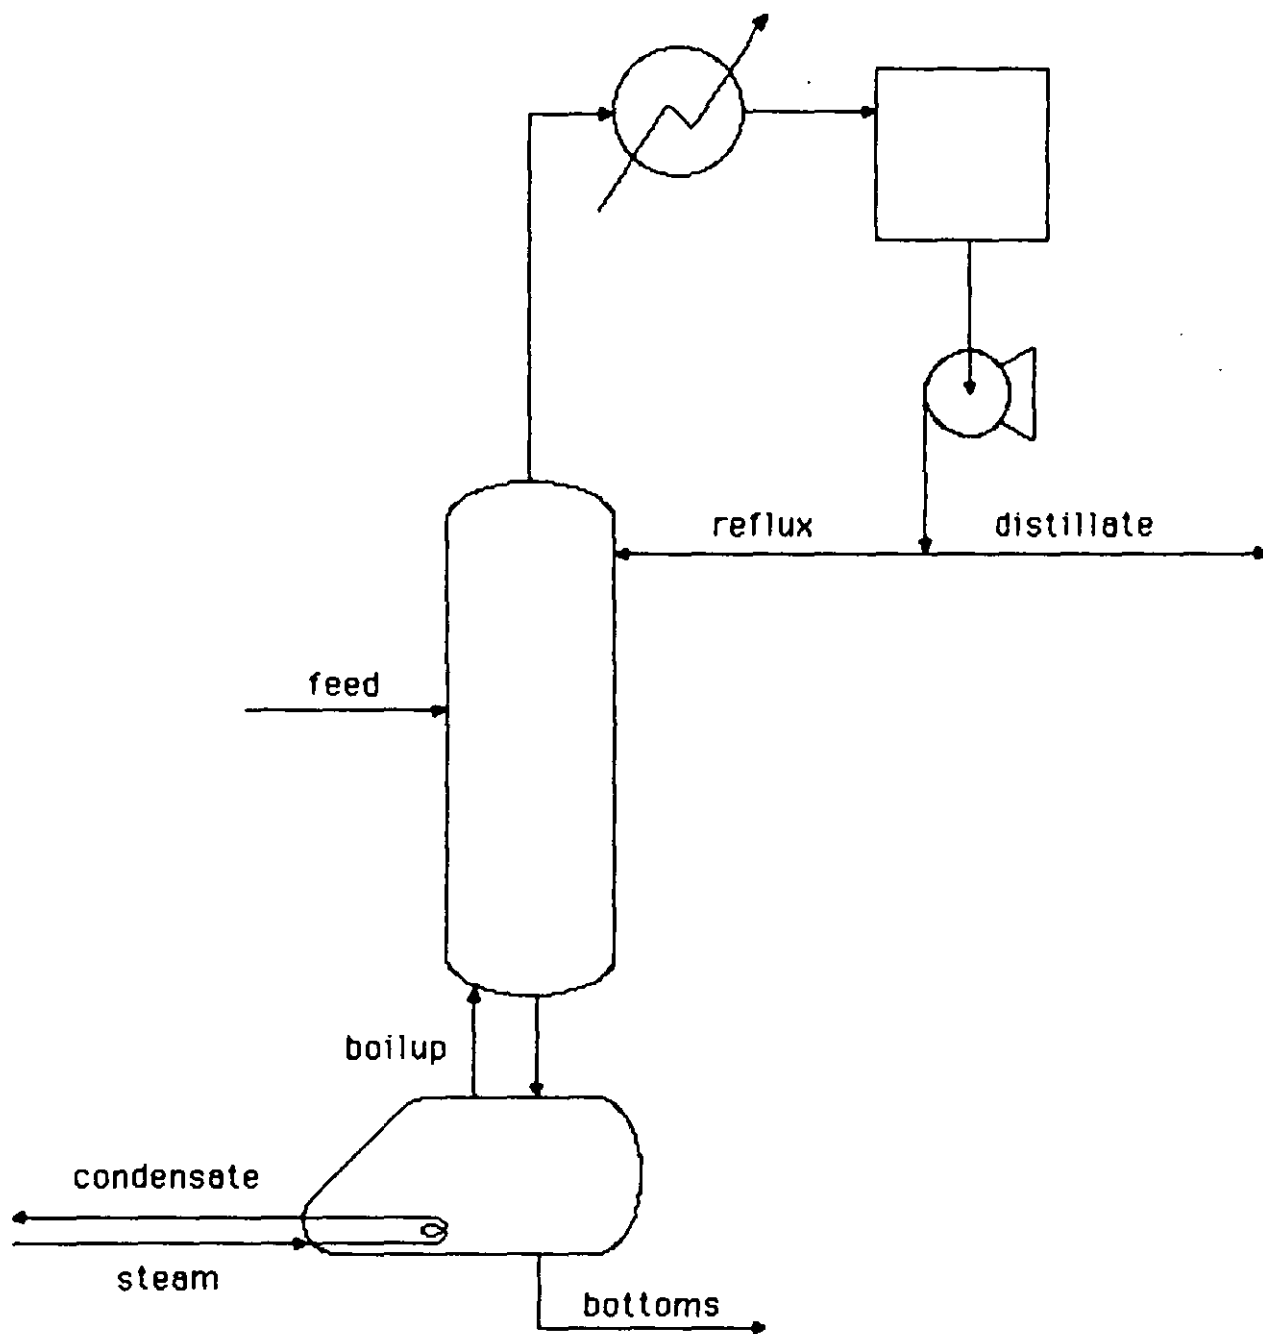 reflux
distillate
feed
boilup
condensate
steam
bottoms